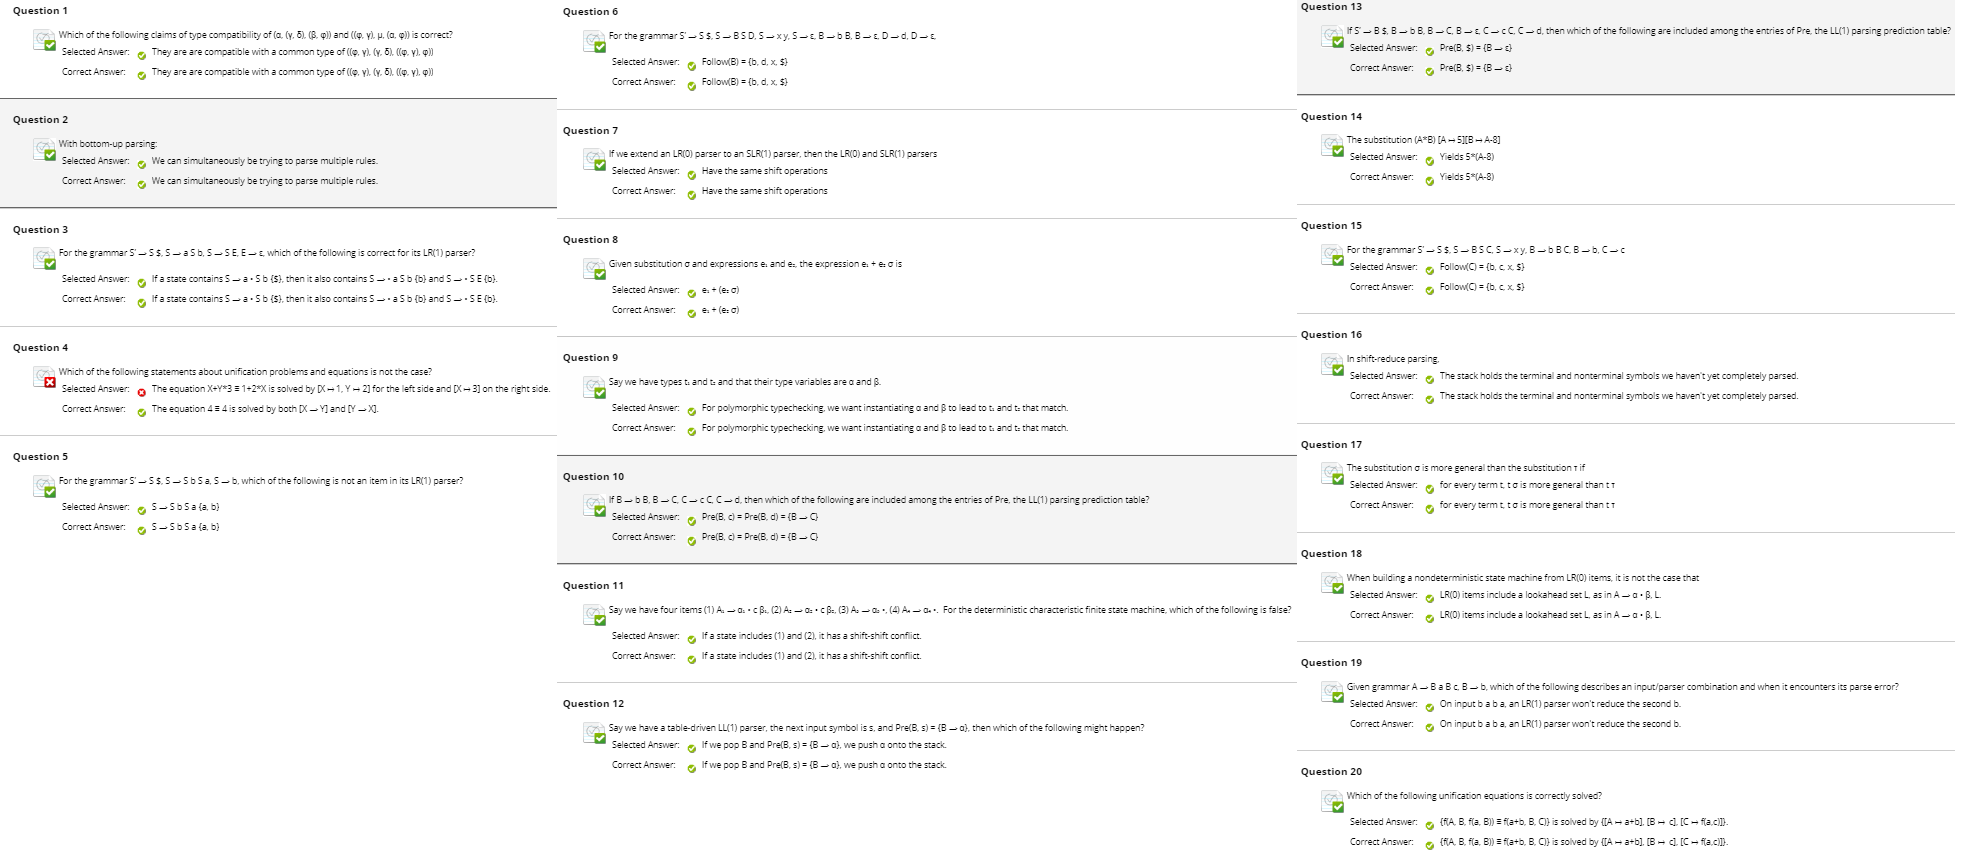 Question 1
Which of the following claims of type compatibility of (α, (γ, δ), (β, φ)) and ((φ, γ), μ, (α, φ)) is correct?
Selected Answer: They are are compatible with a common type of ((φ, γ), (γ, δ), ((φ, γ), φ))
Correct Answer: They are are compatible with a common type of ((φ, γ), (γ, δ), ((φ, γ), φ))
Question 2
With bottom-up parsing:
Selected Answer: We can simultaneously be trying to parse multiple rules.
Correct Answer: We can simultaneously be trying to parse multiple rules.
Question 3
For the grammar S' → S $, S → a S b, S → S E, E → ε, which of the following is correct for its LR(1) parser?
Selected Answer: If a state contains S → a • S b {$}, then it also contains S → • a S b {b} and S → • S E {b}.
Correct Answer: If a state contains S → a • S b {$}, then it also contains S → • a S b {b} and S → • S E {b}.
Question 4
Which of the following statements about unification problems and equations is not the case?
Selected Answer: The equation X+Y*3 ≡ 1+2*X is solved by [X ↦ 1, Y ↦ 2] for the left side and [X ↦ 3] on the right side.
Correct Answer: The equation 4 ≡ 4 is solved by both [X → Y] and [Y → X].
Question 5
For the grammar S' → S $, S → S b S a, S → b, which of the following is not an item in its LR(1) parser?
Selected Answer: S → S b S a {a, b}
Correct Answer: S → S b S a {a, b}
Question 6
For the grammar S' → S $, S → B S D, S → x y, S → ε, B → b B, B → ε, D → d, D → ε,
Selected Answer: Follow(B) = {b, d, x, $}
Correct Answer: Follow(B) = {b, d, x, $}
Question 7
If we extend an LR(0) parser to an SLR(1) parser, then the LR(0) and SLR(1) parsers
Selected Answer: Have the same shift operations
Correct Answer: Have the same shift operations
Question 8
Given substitution σ and expressions e₁ and e₂, the expression e₁ + e₂ σ is
Selected Answer: e₁ + (e₂ σ)
Correct Answer: e₁ + (e₂ σ)
Question 9
Say we have types t₁ and t₂ and that their type variables are α and β.
Selected Answer: For polymorphic typechecking, we want instantiating α and β to lead to t₁ and t₂ that match.
Correct Answer: For polymorphic typechecking, we want instantiating α and β to lead to t₁ and t₂ that match.
Question 10
If B → b B, B → C, C → c C, C → d, then which of the following are included among the entries of Pre, the LL(1) parsing prediction table?
Selected Answer: Pre(B, c) = Pre(B, d) = {B → C}
Correct Answer: Pre(B, c) = Pre(B, d) = {B → C}
Question 11
Say we have four items (1) A₁ → α₁ • c β₁, (2) A₂ → α₂ • c β₂, (3) A₃ → α₃ •, (4) A₄ → α₄ •. For the deterministic characteristic finite state machine, which of the following is false?
Selected Answer: If a state includes (1) and (2), it has a shift-shift conflict.
Correct Answer: If a state includes (1) and (2), it has a shift-shift conflict.
Question 12
Say we have a table-driven LL(1) parser, the next input symbol is s, and Pre(B, s) = {B → α}, then which of the following might happen?
Selected Answer: If we pop B and Pre(B, s) = {B → α}, we push α onto the stack.
Correct Answer: If we pop B and Pre(B, s) = {B → α}, we push α onto the stack.
Question 13
If S' → B $, B → b B, B → C, B → ε, C → c C, C → d, then which of the following are included among the entries of Pre, the LL(1) parsing prediction table?
Selected Answer: Pre(B, $) = {B → ε}
Correct Answer: Pre(B, $) = {B → ε}
Question 14
The substitution (A*B) [A ↦ 5][B ↦ A-8]
Selected Answer: Yields 5*(A-8)
Correct Answer: Yields 5*(A-8)
Question 15
For the grammar S' → S $, S → B S C, S → x y, B → b B C, B → b, C → c
Selected Answer: Follow(C) = {b, c, x, $}
Correct Answer: Follow(C) = {b, c, x, $}
Question 16
In shift-reduce parsing,
Selected Answer: The stack holds the terminal and nonterminal symbols we haven't yet completely parsed.
Correct Answer: The stack holds the terminal and nonterminal symbols we haven't yet completely parsed.
Question 17
The substitution σ is more general than the substitution τ if
Selected Answer: for every term t, t σ is more general than t τ
Correct Answer: for every term t, t σ is more general than t τ
Question 18
When building a nondeterministic state machine from LR(0) items, it is not the case that
Selected Answer: LR(0) items include a lookahead set L, as in A → α • β, L.
Correct Answer: LR(0) items include a lookahead set L, as in A → α • β, L.
Question 19
Given grammar A → B a B c, B → b, which of the following describes an input/parser combination and when it encounters its parse error?
Selected Answer: On input b a b a, an LR(1) parser won't reduce the second b.
Correct Answer: On input b a b a, an LR(1) parser won't reduce the second b.
Question 20
Which of the following unification equations is correctly solved?
Selected Answer: {f(A, B, f(a, B)) ≡ f(a+b, B, C)} is solved by {[A ↦ a+b], [B ↦ c], [C ↦ f(a,c)]}.
Correct Answer: {f(A, B, f(a, B)) ≡ f(a+b, B, C)} is solved by {[A ↦ a+b], [B ↦ c], [C ↦ f(a,c)]}.